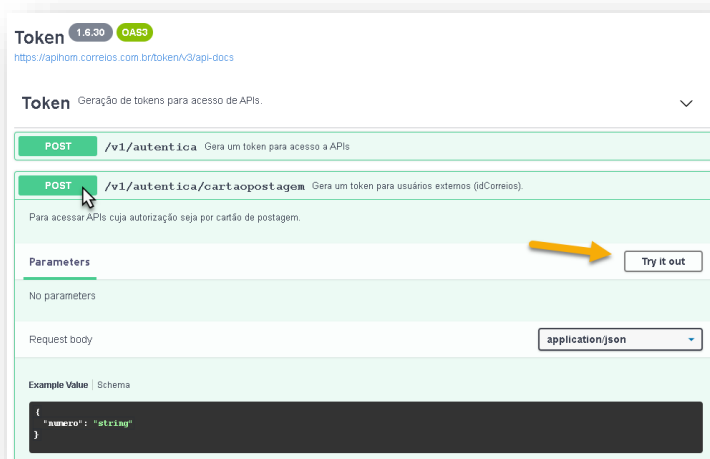 Token 1.6.30 OAS3
https://apihom.correios.com.br/token/v3/api-docs
Token Geração de tokens para acesso de APIs.
POST /v1/autentica Gera um token para acesso a APIs
POST /v1/autentica/cartaopostagem Gera um token para usuários externos (idCorreios).
Para acessar APIs cuja autorização seja por cartão de postagem.
Parameters Try it out
No parameters
Request body application/json
Example Value Schema
{
"numero": "string"
}